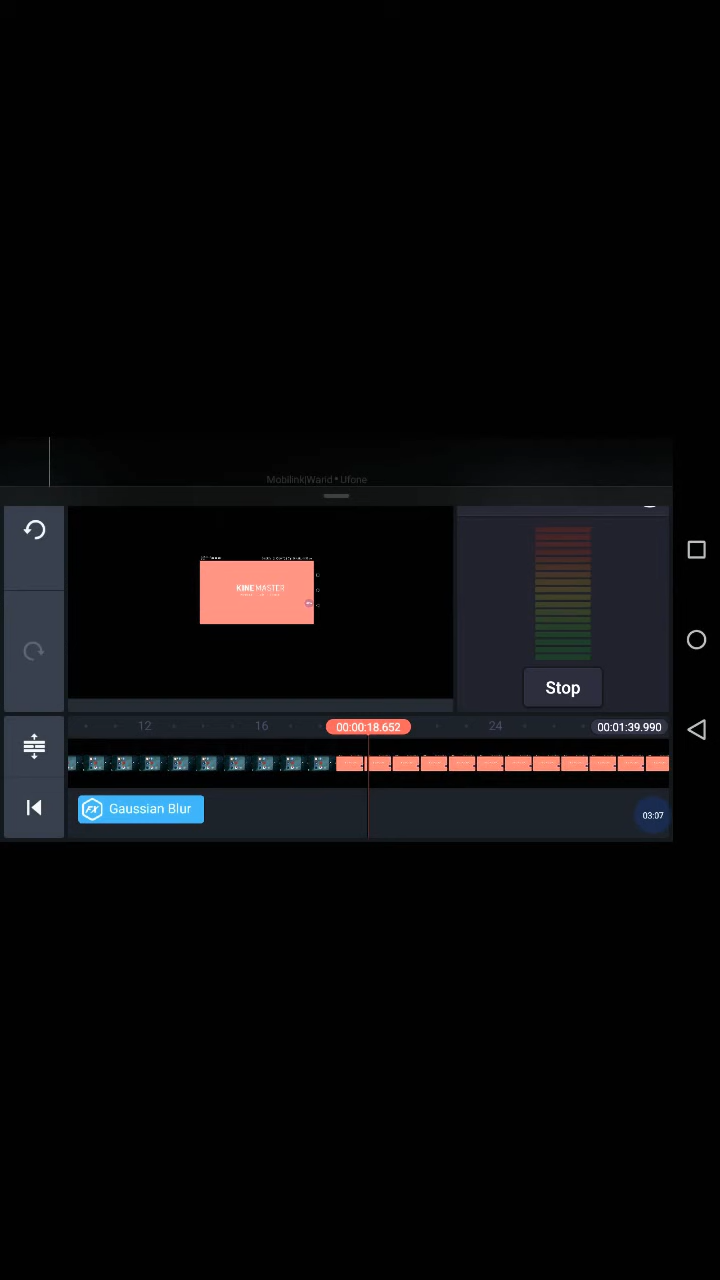 Mobilink|Warid • Ufone
KINEMASTER
Stop
12
16
00:00:18.652
24
00:01:39.990
FX
Gaussian Blur
03:07